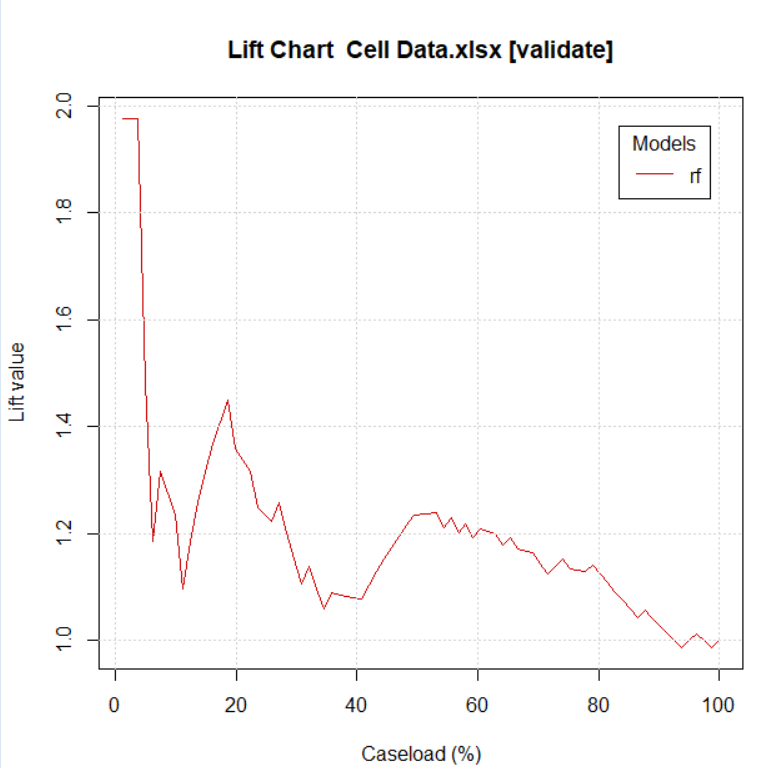 Lift Chart  Cell Data.xlsx [validate]
Models
rf
2.0
1.8
1.6
1.4
1.2
1.0
Lift value
0 20 40 60 80 100
Caseload (%)